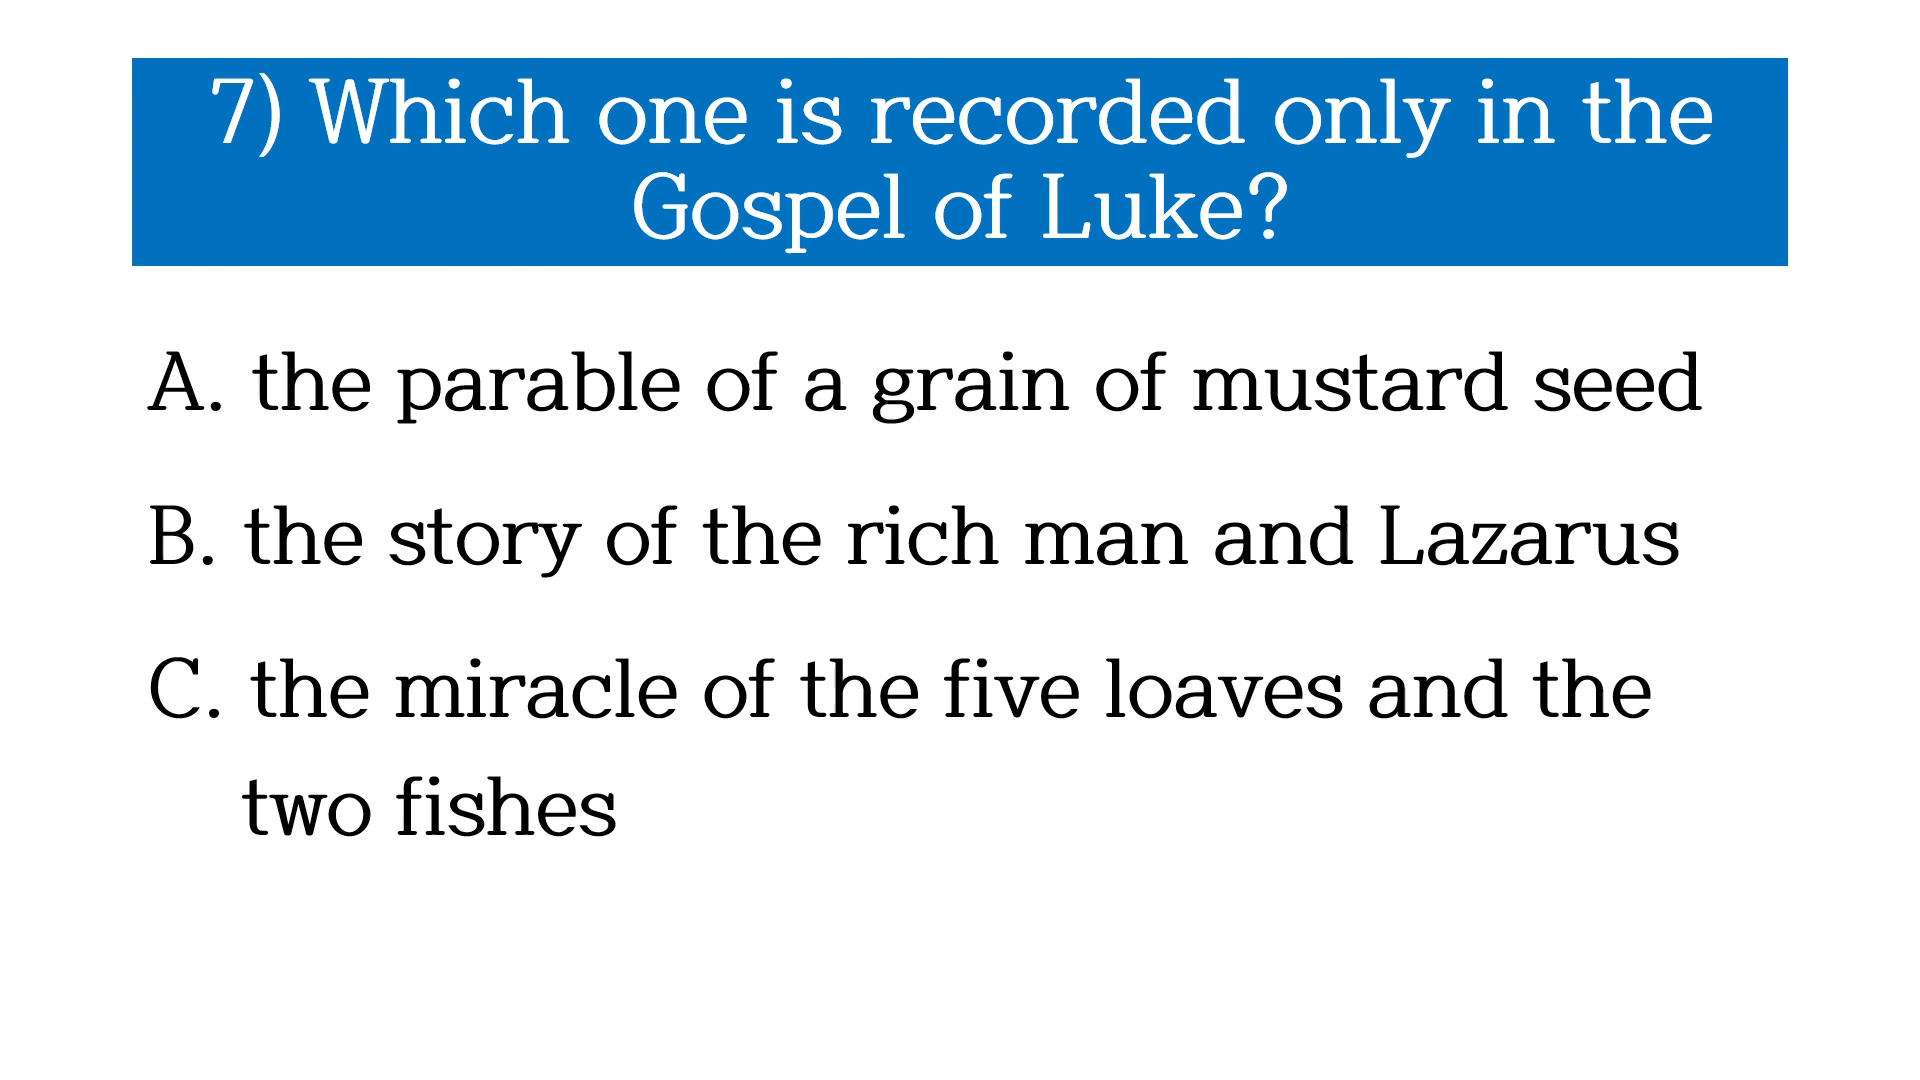 7) Which one is recorded only in the
Gospel of Luke?
A. the parable of a grain of mustard seed
B. the story of the rich man and Lazarus
C. the miracle of the five loaves and the
two fishes